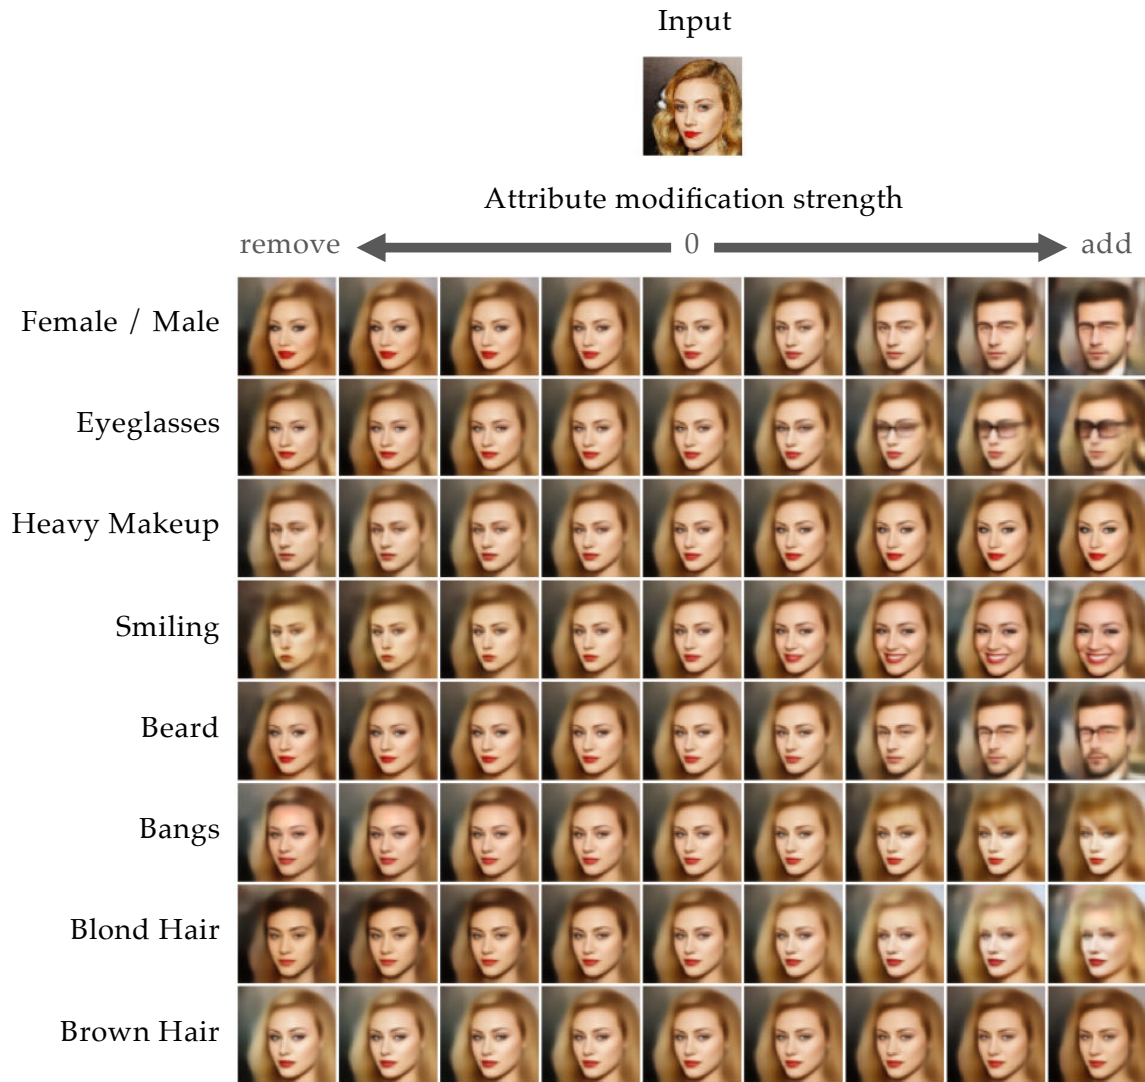 Input
Attribute modification strength
remove 0 add
Female / Male
Eyeglasses
Heavy Makeup
Smiling
Beard
Bangs
Blond Hair
Brown Hair